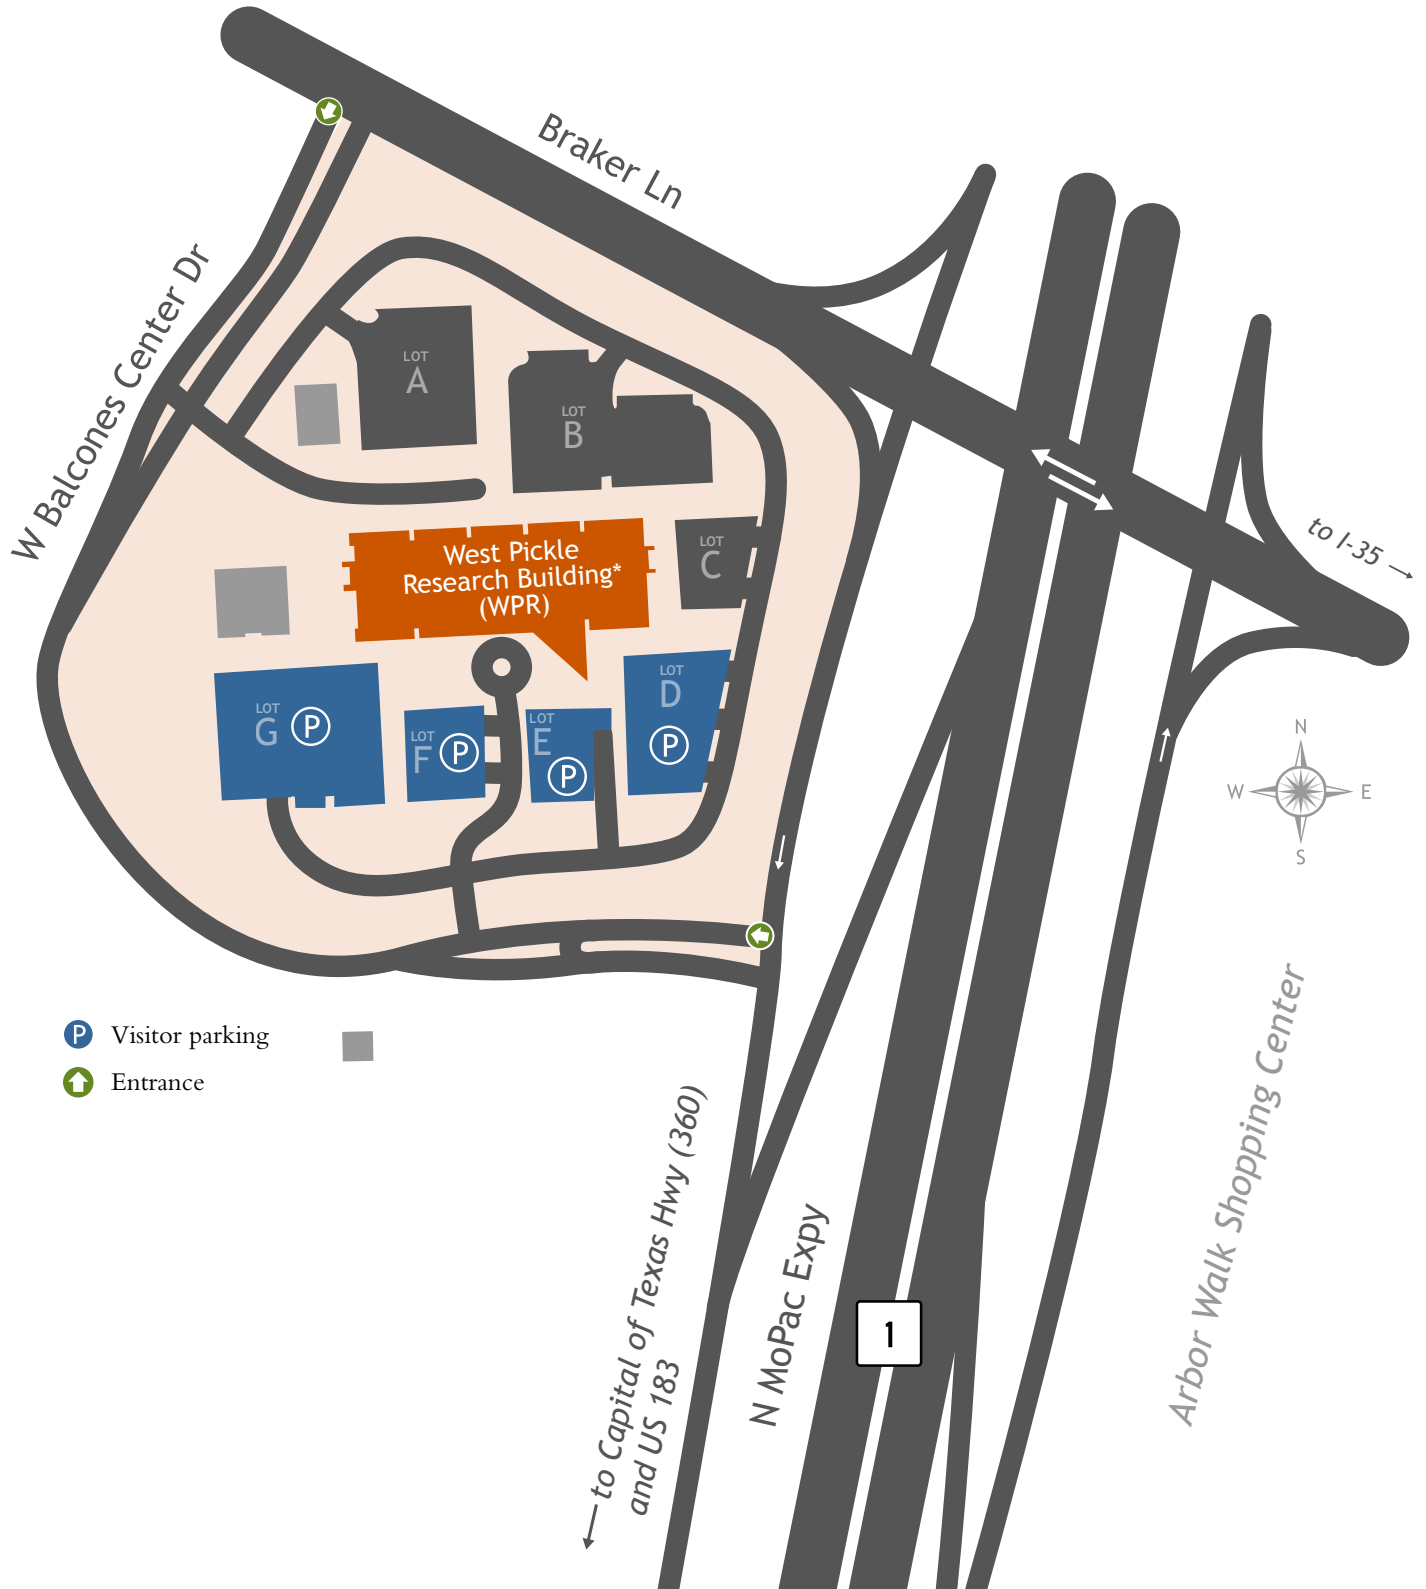 Braker Ln
W Balcones Center Dr
LOT
A
LOT
B
LOT
C
to I-35
West Pickle
Research Building*
(WPR)
LOT
D
P
LOT
E
P
LOT
F
P
LOT
G
P
N
W
E
S
P Visitor parking
Entrance
Arbor Walk Shopping Center
to Capital of Texas Hwy (360)
and US 183
N MoPac Expy
1